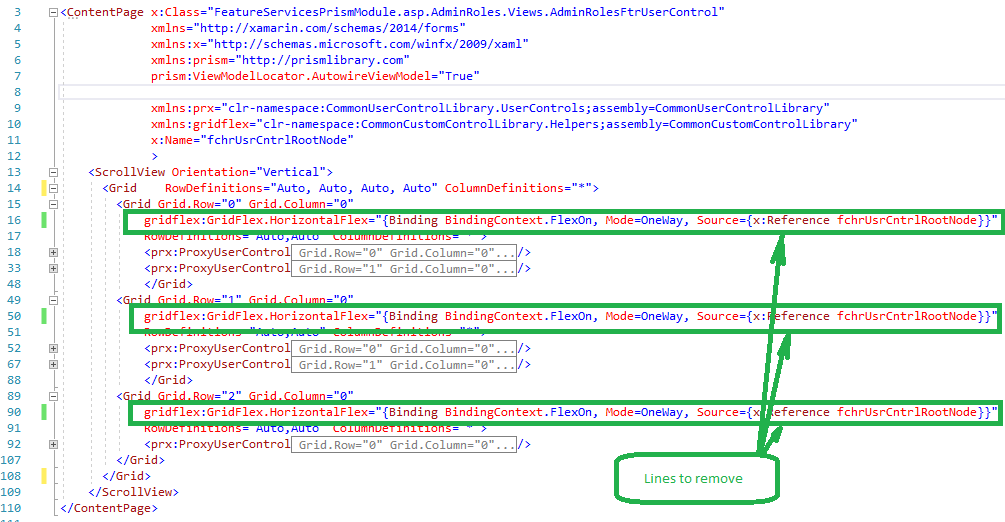 3 <ContentPage x:Class="FeatureServicesPrismModule.asp.AdminRoles.Views.AdminRolesFtrUserControl"
4 xmlns="http://xamarin.com/schemas/2014/forms"
5 xmlns:x="http://schemas.microsoft.com/winfx/2009/xaml"
6 xmlns:prism="http://prismlibrary.com"
7 prism:ViewModelLocator.AutowireViewModel="True"
8
9 xmlns:prx="clr-namespace:CommonUserControlLibrary.UserControls;assembly=CommonUserControlLibrary"
10 xmlns:gridflex="clr-namespace:CommonCustomControlLibrary.Helpers;assembly=CommonCustomControlLibrary"
11 x:Name="fchrUsrCntrlRootNode"
12 >
13 <ScrollView Orientation="Vertical">
14 <Grid RowDefinitions="Auto, Auto, Auto, Auto" ColumnDefinitions="*">
15 <Grid Grid.Row="0" Grid.Column="0"
16 gridflex:GridFlex.HorizontalFlex="{Binding BindingContext.FlexOn, Mode=OneWay, Source={x:Reference fchrUsrCntrlRootNode}}"
17 RowDefinitions="Auto,Auto" ColumnDefinitions="*">
18 <prx:ProxyUserControl Grid.Row="0" Grid.Column="0"... />
33 <prx:ProxyUserControl Grid.Row="1" Grid.Column="0"... />
48 </Grid>
49 <Grid Grid.Row="1" Grid.Column="0"
50 gridflex:GridFlex.HorizontalFlex="{Binding BindingContext.FlexOn, Mode=OneWay, Source={x:Reference fchrUsrCntrlRootNode}}"
51 RowDefinitions="Auto,Auto" ColumnDefinitions="*">
52 <prx:ProxyUserControl Grid.Row="0" Grid.Column="0"... />
67 <prx:ProxyUserControl Grid.Row="1" Grid.Column="0"... />
88 </Grid>
89 <Grid Grid.Row="2" Grid.Column="0"
90 gridflex:GridFlex.HorizontalFlex="{Binding BindingContext.FlexOn, Mode=OneWay, Source={x:Reference fchrUsrCntrlRootNode}}"
91 RowDefinitions="Auto,Auto" ColumnDefinitions="*">
92 <prx:ProxyUserControl Grid.Row="0" Grid.Column="0"... />
107 </Grid>
108 </Grid>
109 </ScrollView>
110 </ContentPage>
Lines to remove